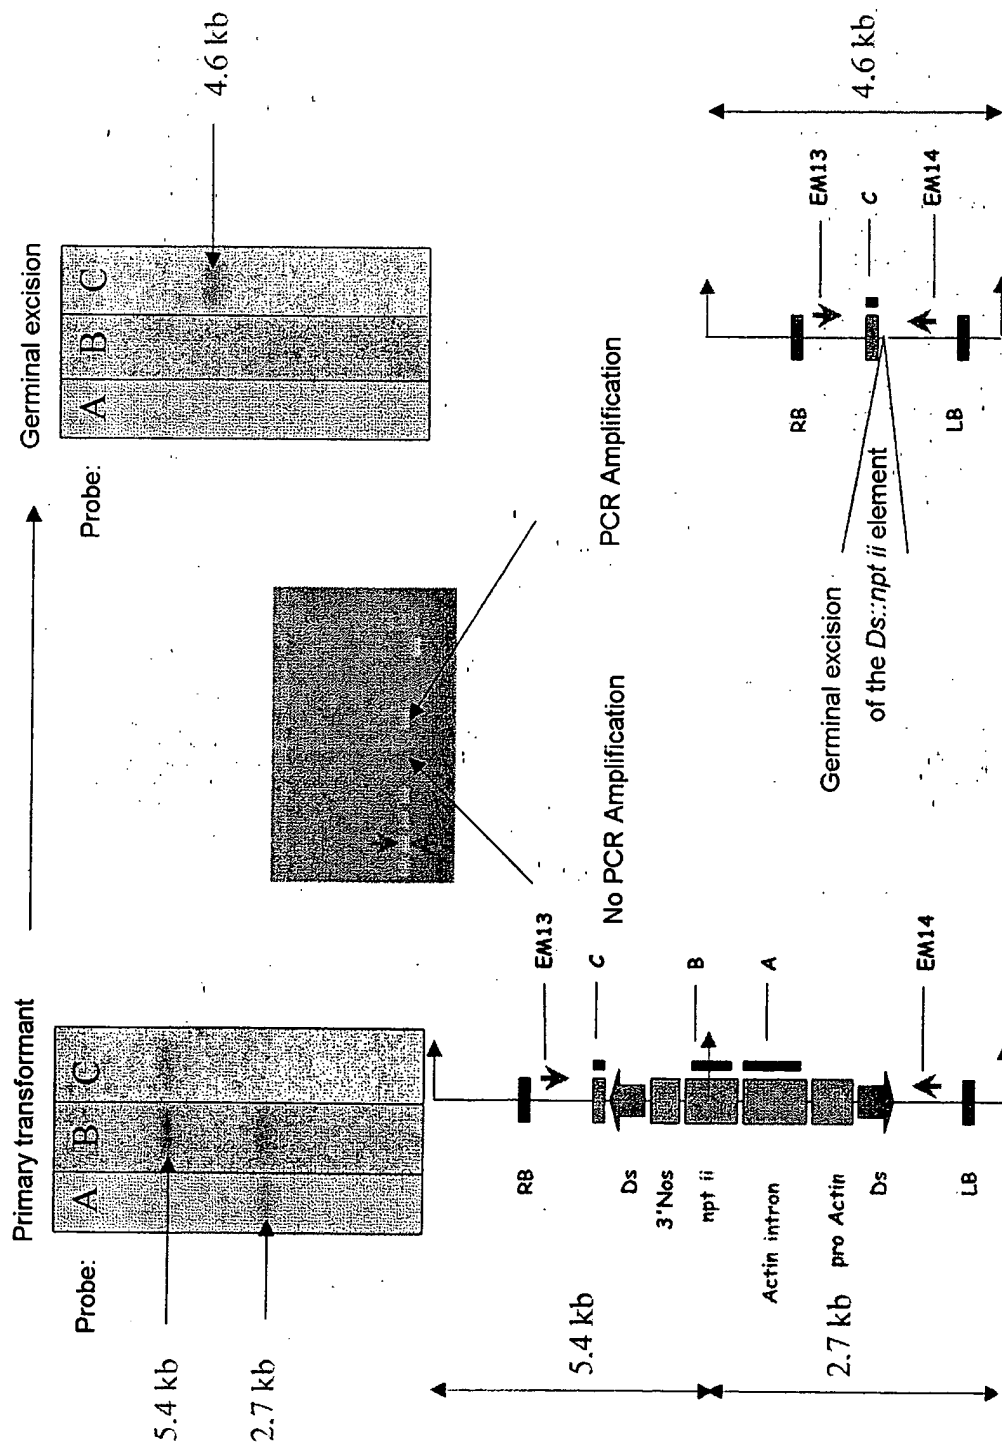 Primary transformant
Germinal excision
Probe:
A B C
5.4 kb
2.7 kb
Probe:
A B C
4.6 kb
No PCR Amplification
PCR Amplification
RB
EM13
C
Ds
3'Nos
npt ii
B
Actin intron
A
pro Actin
Ds
EM14
LB
5.4 kb
2.7 kb
RB
EM13
C
EM14
LB
Germinal excision
of the Ds::npt ii element
4.6 kb